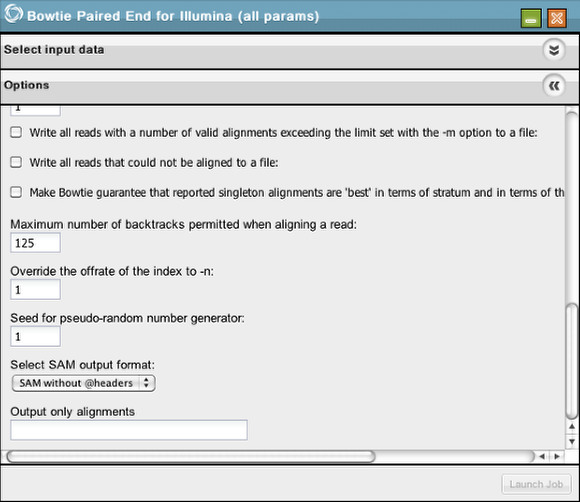 Bowtie Paired End for Illumina (all params)
Select input data
Options
1
Write all reads with a number of valid alignments exceeding the limit set with the -m option to a file:
Write all reads that could not be aligned to a file:
Make Bowtie guarantee that reported singleton alignments are 'best' in terms of stratum and in terms of th
Maximum number of backtracks permitted when aligning a read:
125
Override the offrate of the index to -n:
1
Seed for pseudo-random number generator:
1
Select SAM output format:
SAM without @headers
Output only alignments
Launch Job